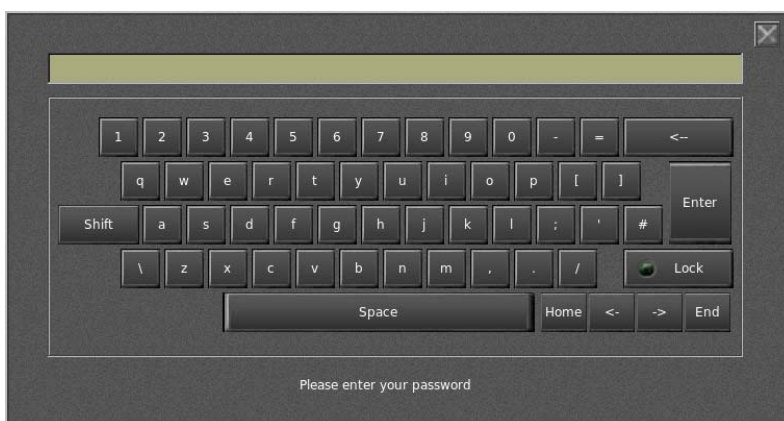 1 2 3 4 5 6 7 8 9 0 - = <--
q w e r t y u i o p [ ]
Enter
Shift a s d f g h j k l ; ' #
\ z x c v b n m , . / Lock
Space Home <- -> End
Please enter your password